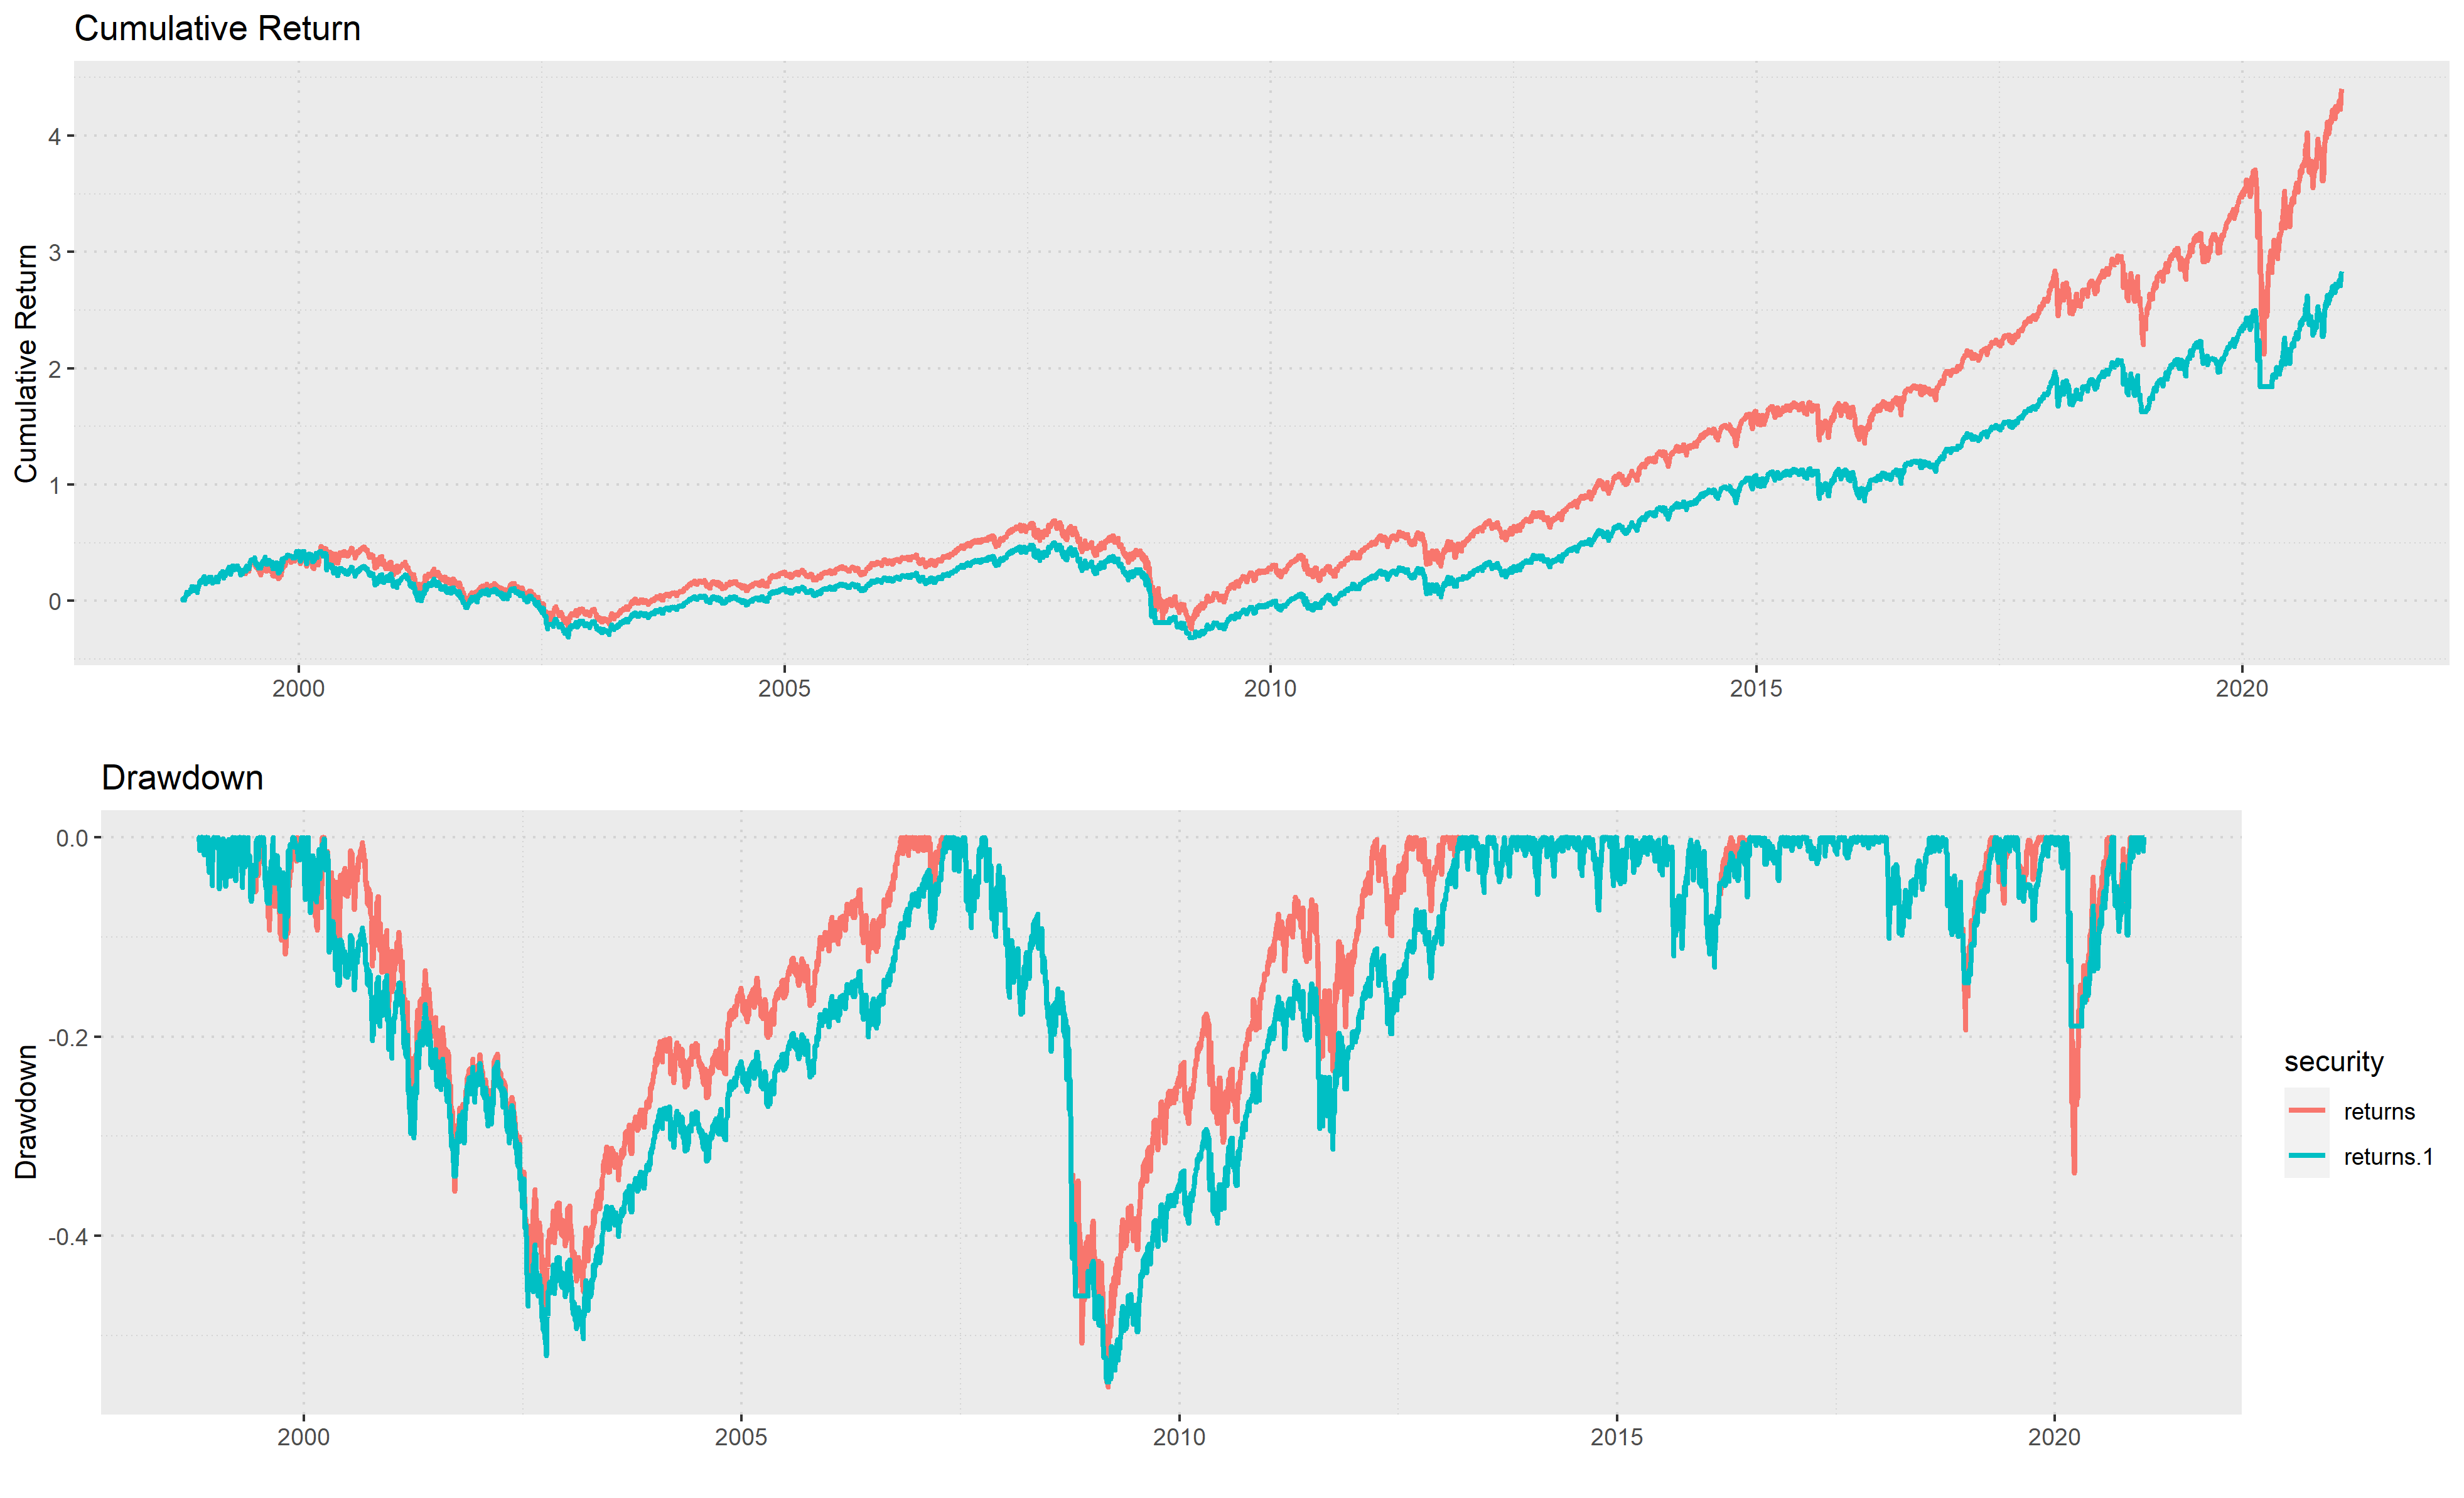 Cumulative Return
Cumulative Return
4
3
2
1
0
2000 2005 2010 2015 2020
Drawdown
Drawdown
0.0
-0.2
-0.4
2000 2005 2010 2015 2020
security
returns
returns.1